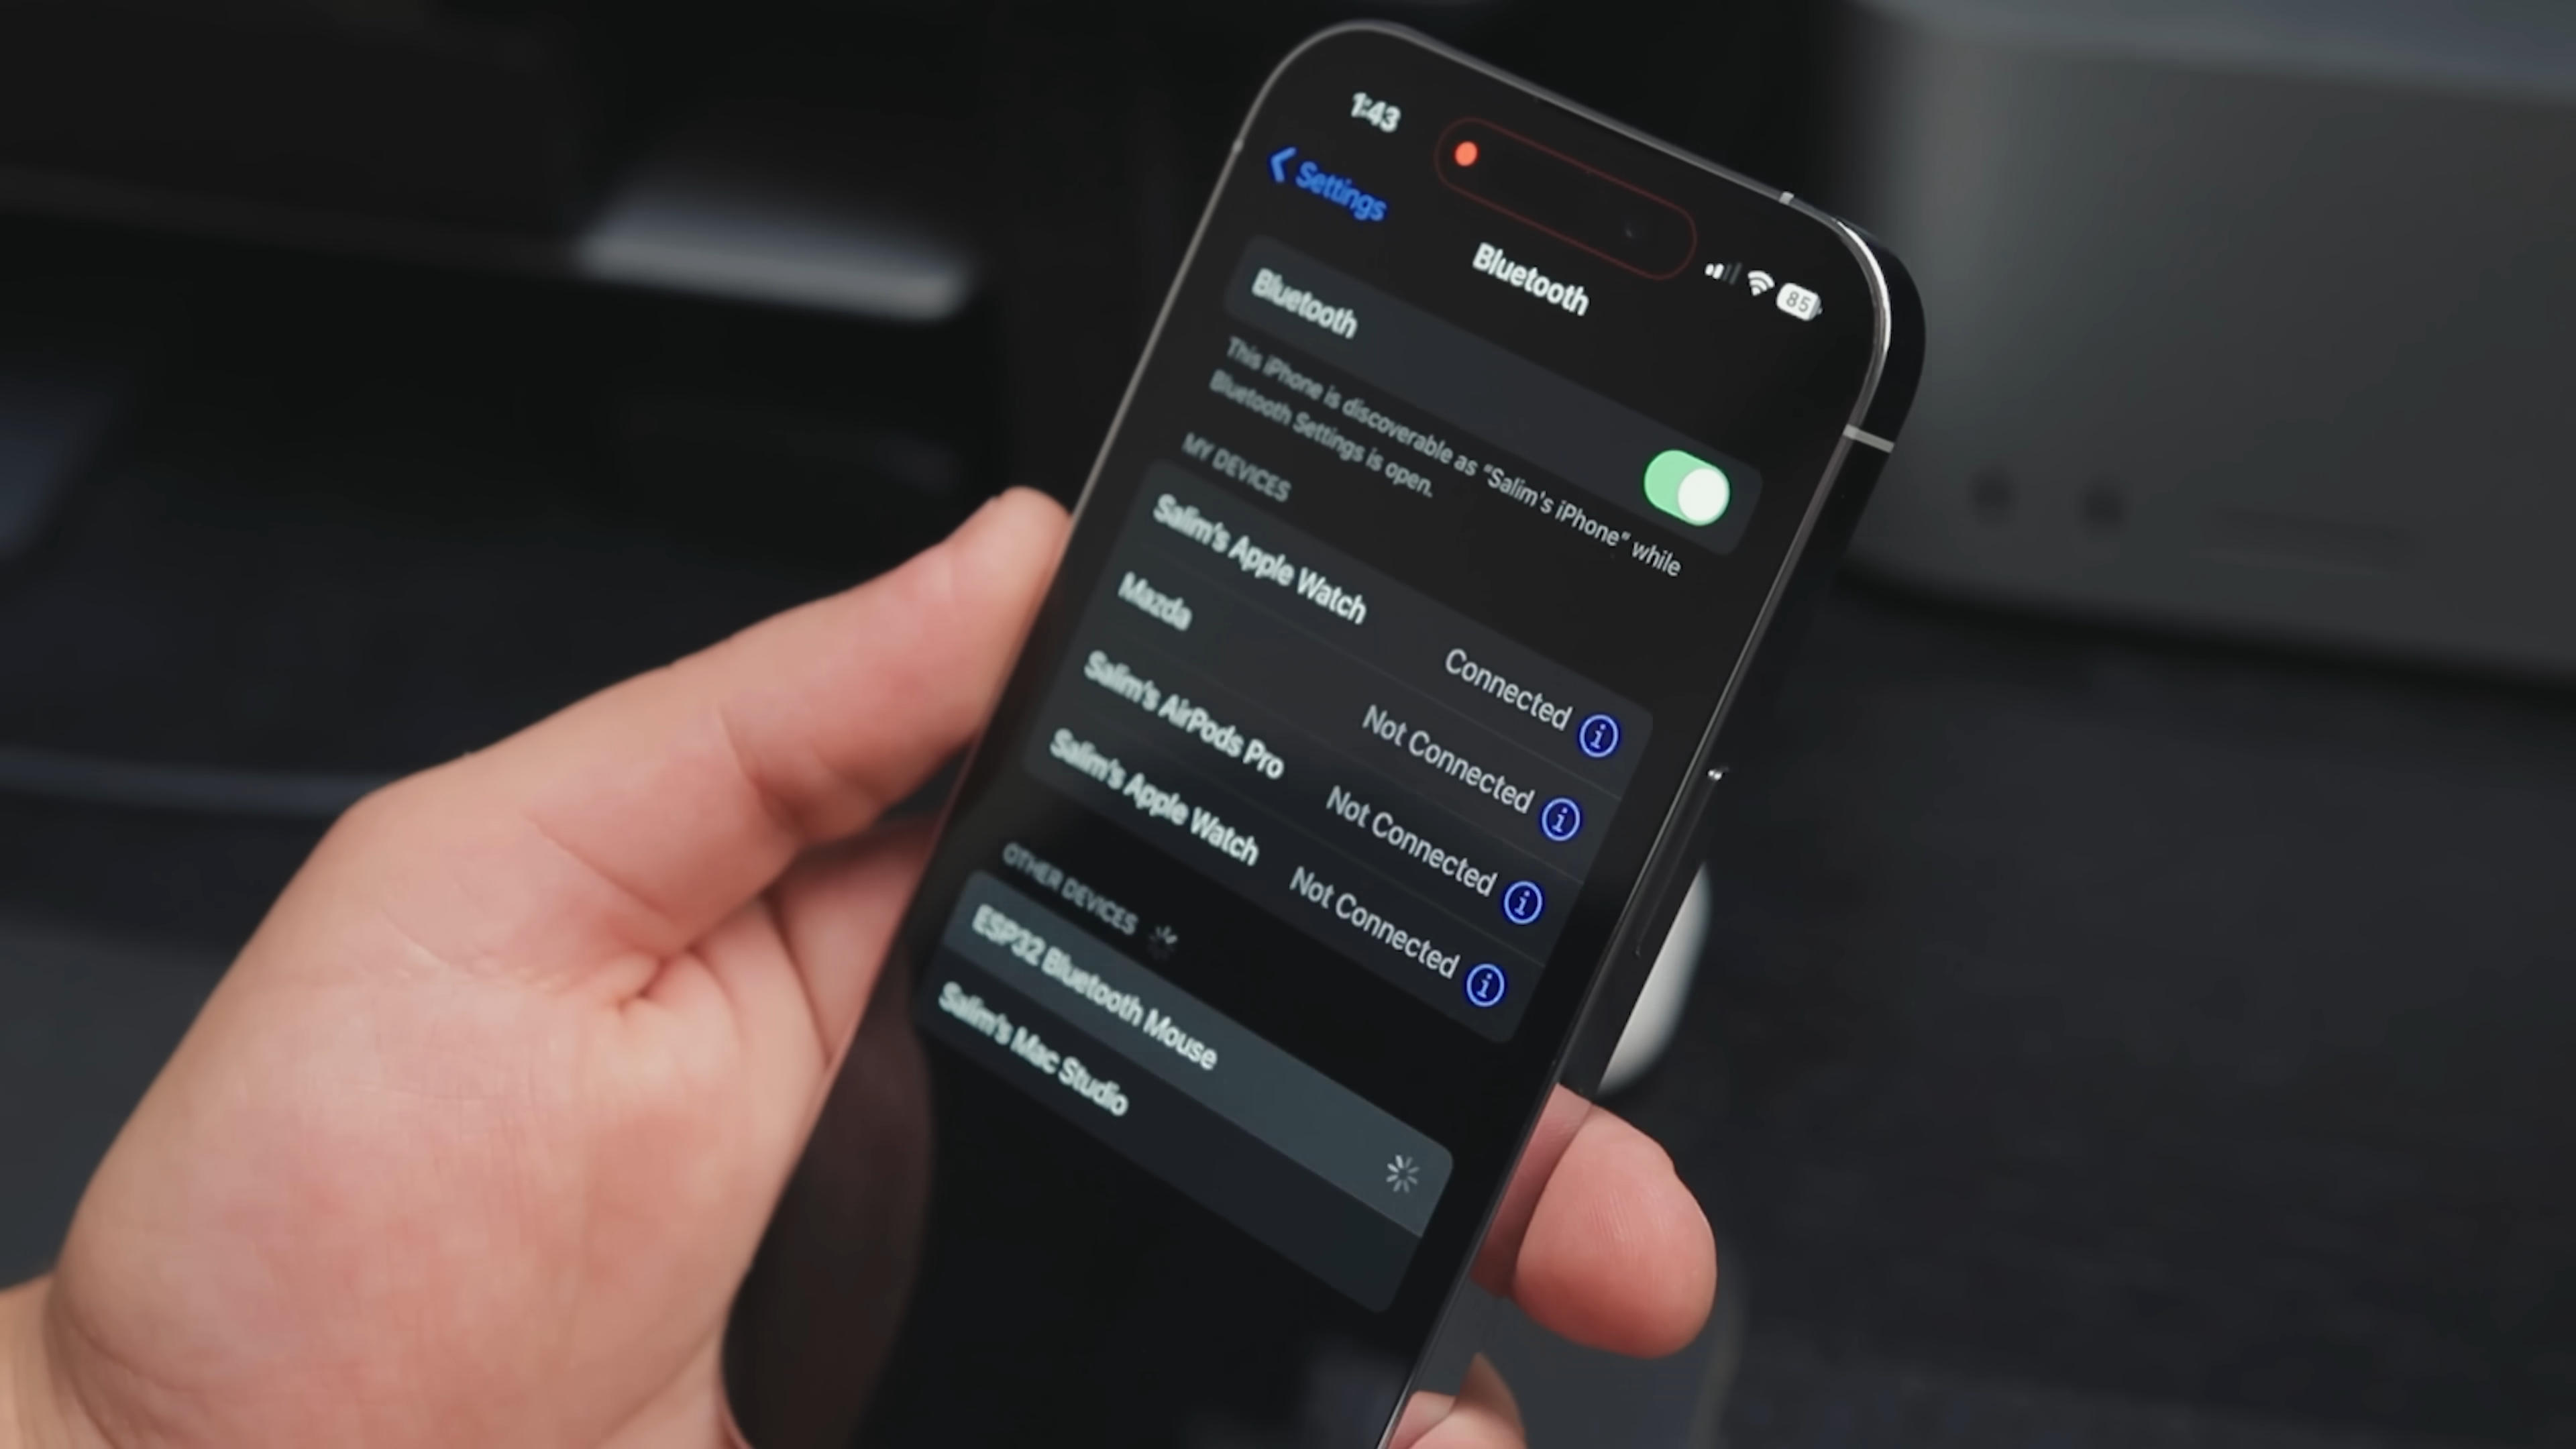 1:43
85
Settings
Bluetooth
Bluetooth
This iPhone is discoverable as "Salim's iPhone" while
Bluetooth Settings is open.
MY DEVICES
Salim's Apple Watch Connected
Mazda Not Connected
Salim's AirPods Pro Not Connected
Salim's Apple Watch Not Connected
OTHER DEVICES
ESP32 Bluetooth Mouse
Salim's Mac Studio